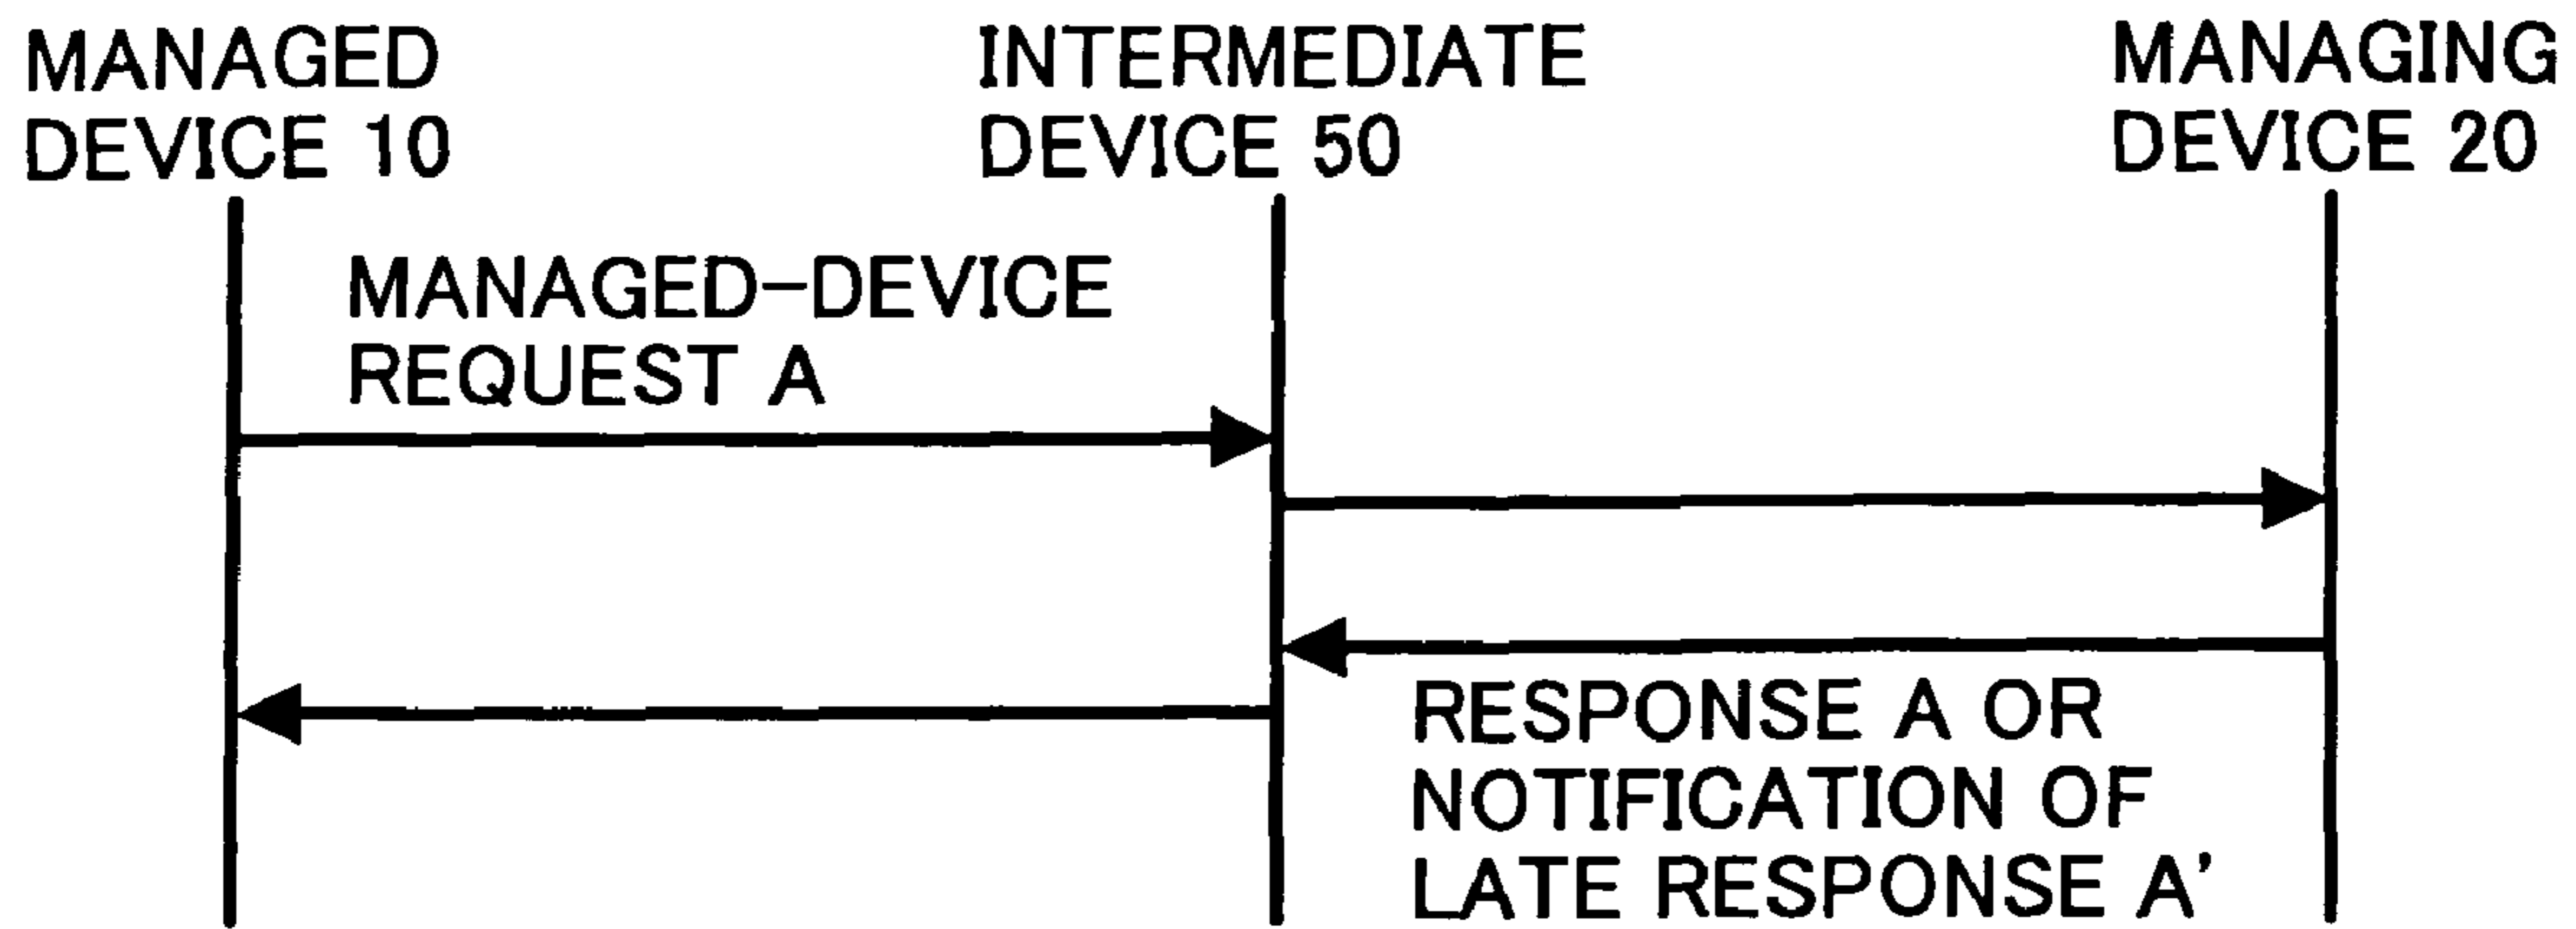 MANAGED
DEVICE 10
INTERMEDIATE
DEVICE 50
MANAGING
DEVICE 20
MANAGED-DEVICE
REQUEST A
RESPONSE A OR
NOTIFICATION OF
LATE RESPONSE A'